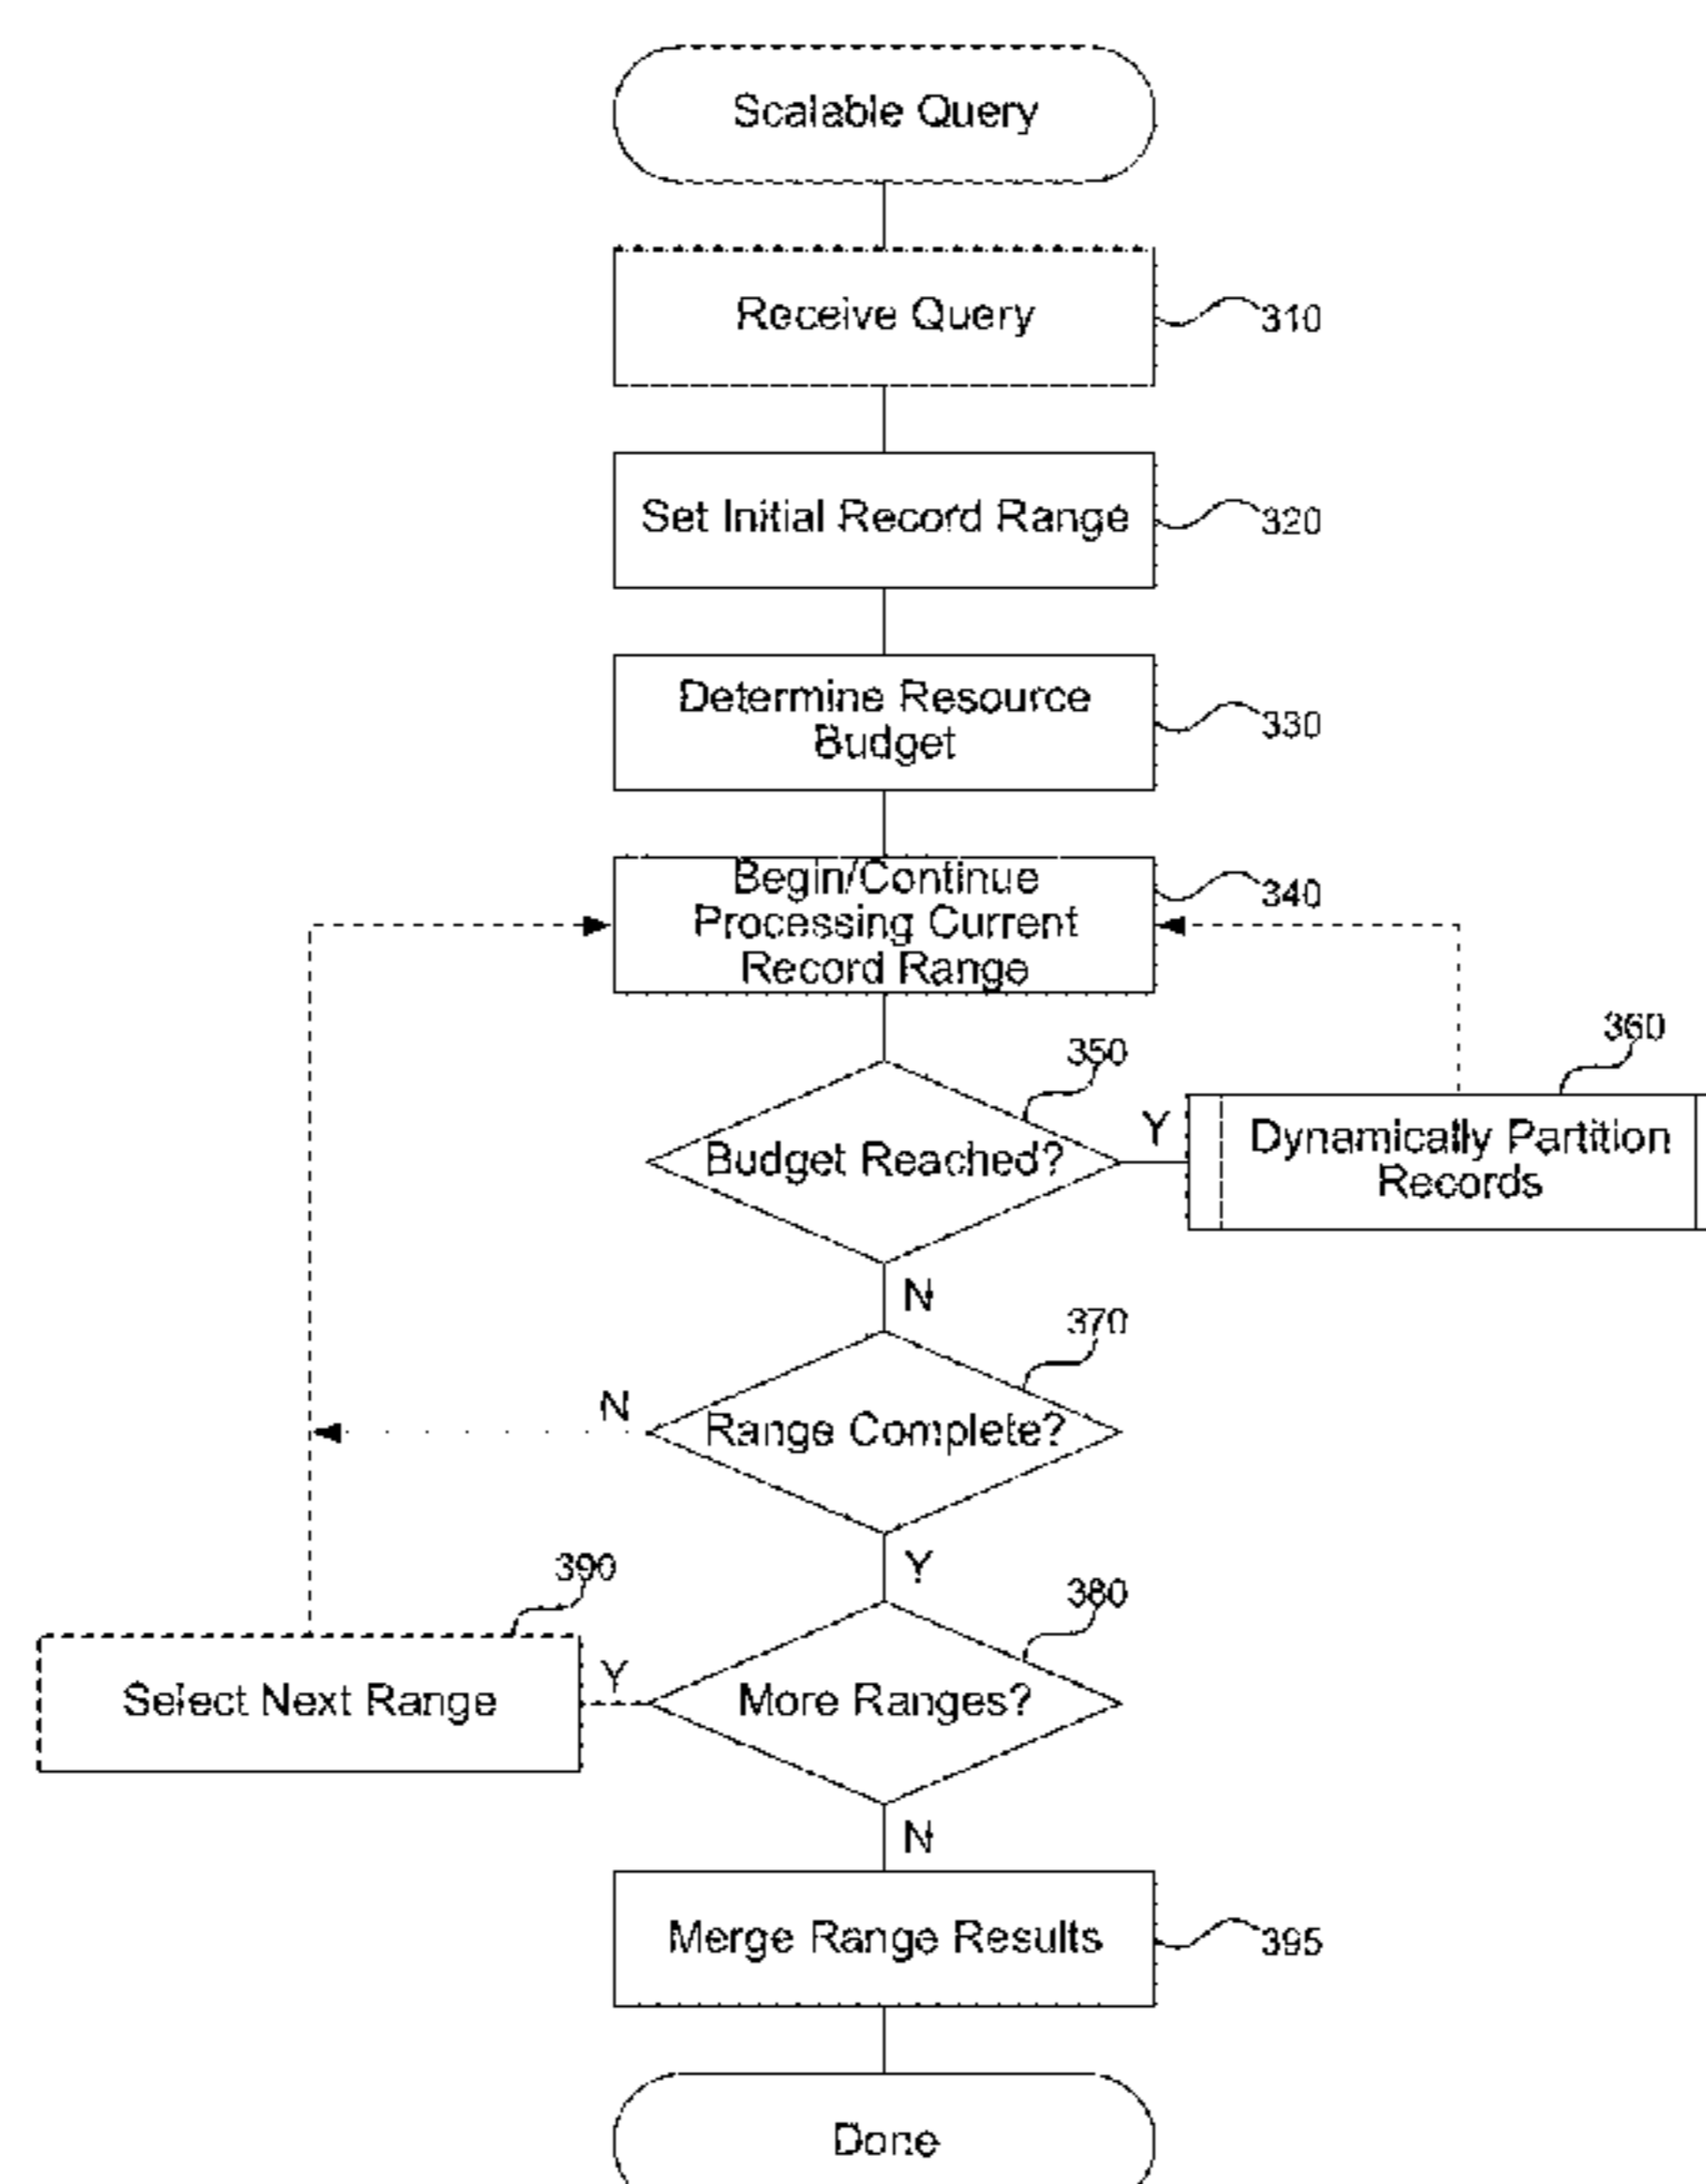 Scalable Query
Receive Query
310
Set Initial Record Range
320
Determine Resource
Budget
330
Begin/Continue
Processing Current
Record Range
340
350
Budget Reached?
Y
360
Dynamically Partition
Records
N
370
Range Complete?
N
Y
380
More Ranges?
Y
390
Select Next Range
N
Merge Range Results
395
Done